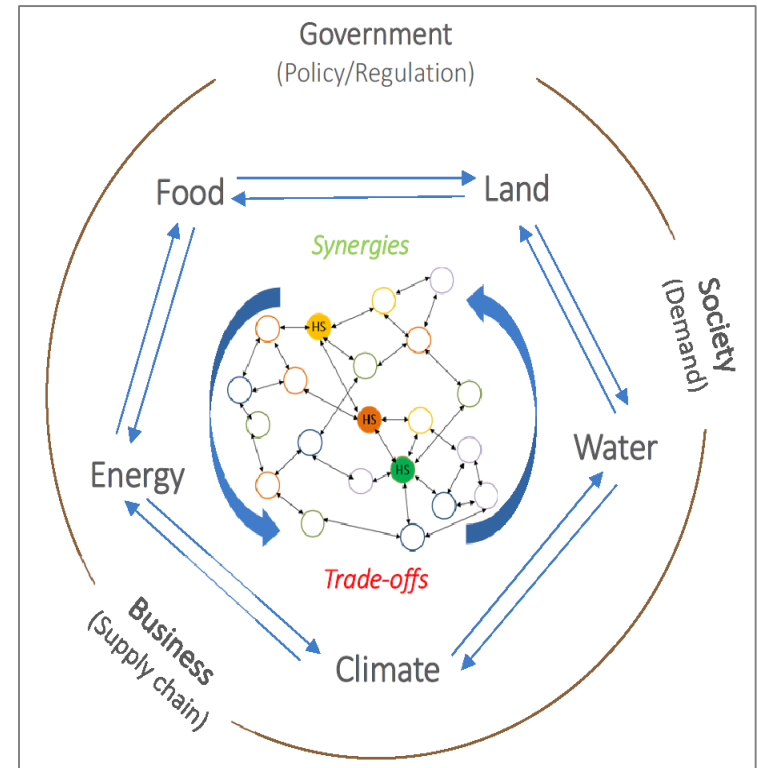 Government
(Policy/Regulation)
Food
Land
Synergies
HS
Society
(Demand)
HS
Water
HS
Energy
Trade-offs
Business
(Supply chain)
Climate